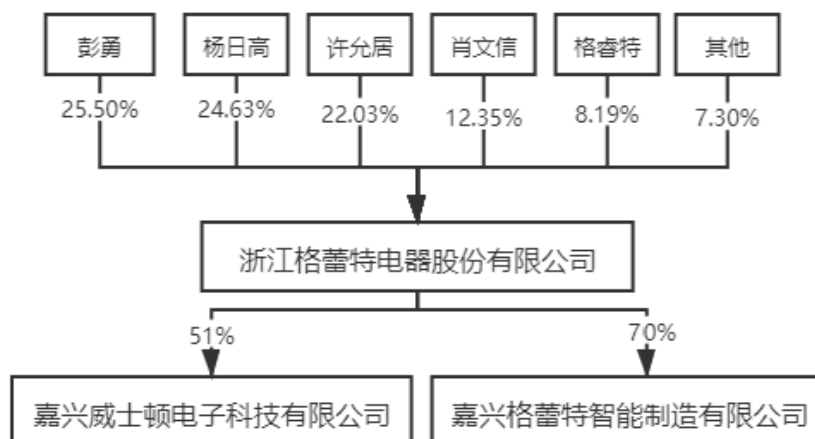 彭勇 杨日高 许允居 肖文信 格睿特 其他
25.50% 24.63% 22.03% 12.35% 8.19% 7.30%
浙江格蕾特电器股份有限公司
51% 70%
嘉兴威士顿电子科技有限公司 嘉兴格蕾特智能制造有限公司